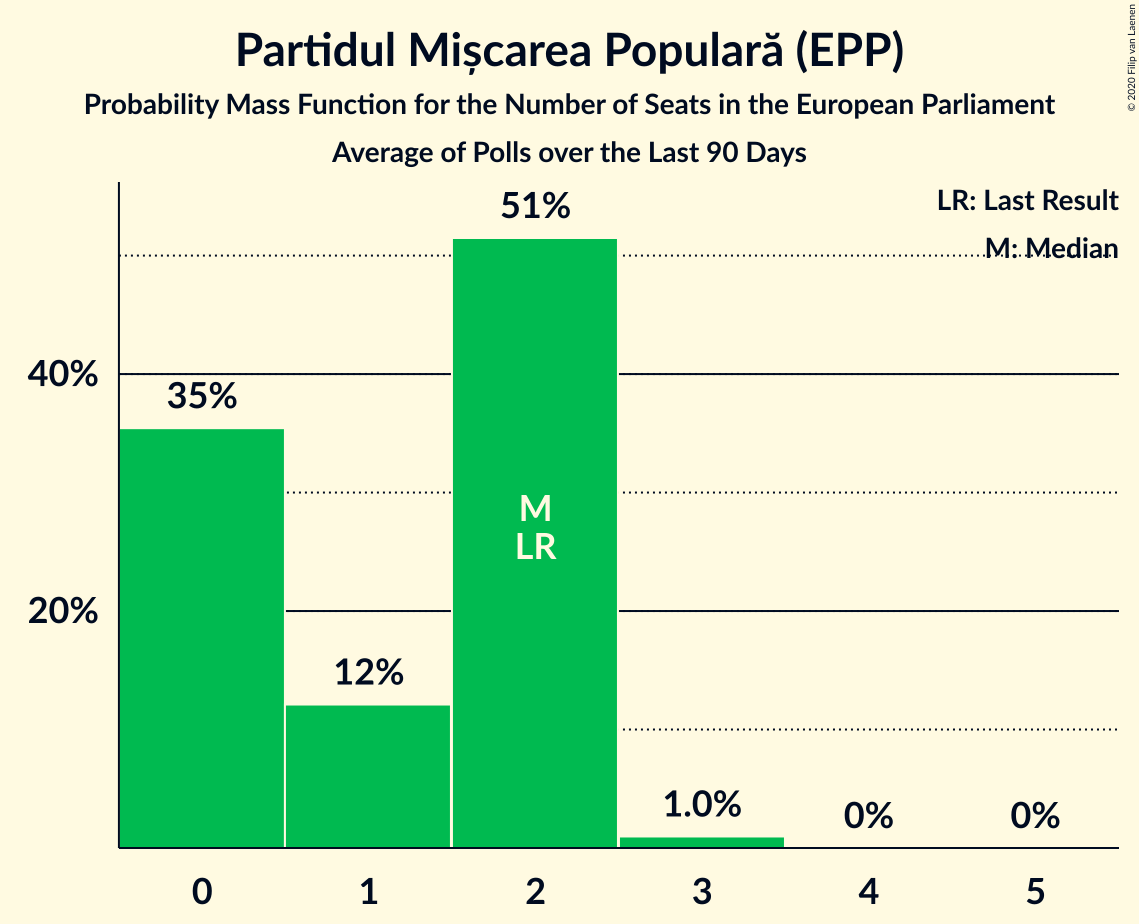 © 2020 Filip van Laenen
Partidul Mișcarea Populară (EPP)
Probability Mass Function for the Number of Seats in the European Parliament
Average of Polls over the Last 90 Days
LR: Last Result
M: Median
51%
40%
35%
M
LR
20%
12%
1.0%
0%
0%
0 1 2 3 4 5